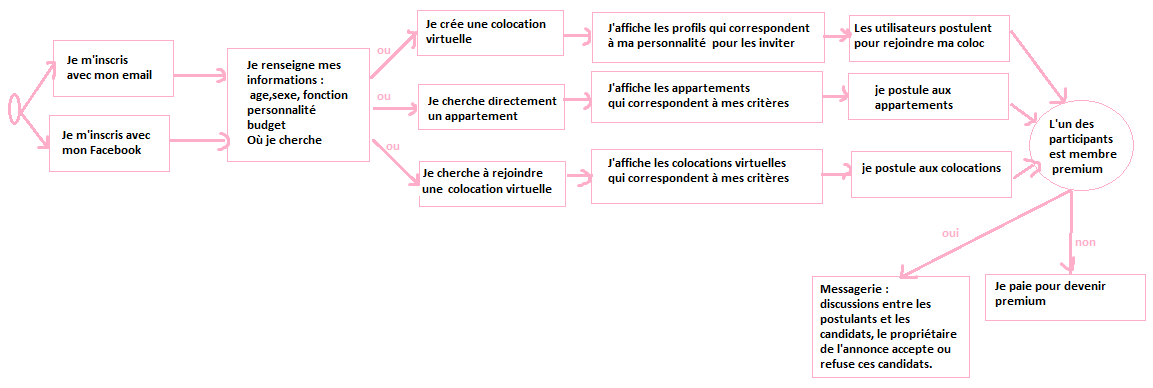 Je m'inscris
avec mon email
Je m'inscris avec
mon Facebook
Je renseigne mes
informations :
age,sexe, fonction
personnalité
budget
Où je cherche
ou
ou
ou
Je crée une colocation
virtuelle
J'affiche les profils qui correspondent
à ma personnalité pour les inviter
Les utilisateurs postulent
pour rejoindre ma coloc
Je cherche directement
un appartement
J'affiche les appartements
qui correspondent à mes critères
je postule aux
appartements
Je cherche à rejoindre
une colocation virtuelle
J'affiche les colocations virtuelles
qui correspondent à mes critères
je postule aux colocations
L'un des
participants
est membre
premium
oui
non
Messagerie :
discussions entre les
postulants et les
candidats, le propriétaire
de l'annonce accepte ou
refuse ces candidats.
Je paie pour devenir
premium